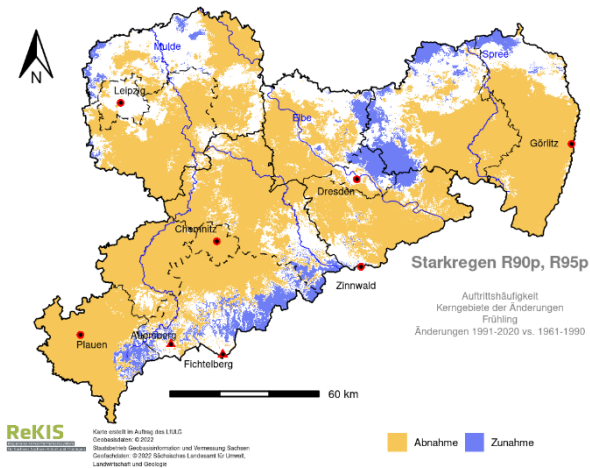 Mulde
Spree
Leipzig
Elbe
Görlitz
Dresden
Chemnitz
Starkregen R90p, R95p
Zinnwald
Auftrittshäufigkeit
Kerngebiete der Änderungen
Frühling
Änderungen 1991-2020 vs. 1961-1990
Plauen
Fichtelberg
60 km
N
ReKIS
Karte erstellt im Auftrag des LfULG.
Geobasisdaten: © 2022
Staatsbetrieb Geobasisinformation und Vermessung Sachsen
Geofachdaten: ©2022 Sächsisches Landesamt für Umwelt,
Landwirtschaft und Geologie
Abnahme
Zunahme